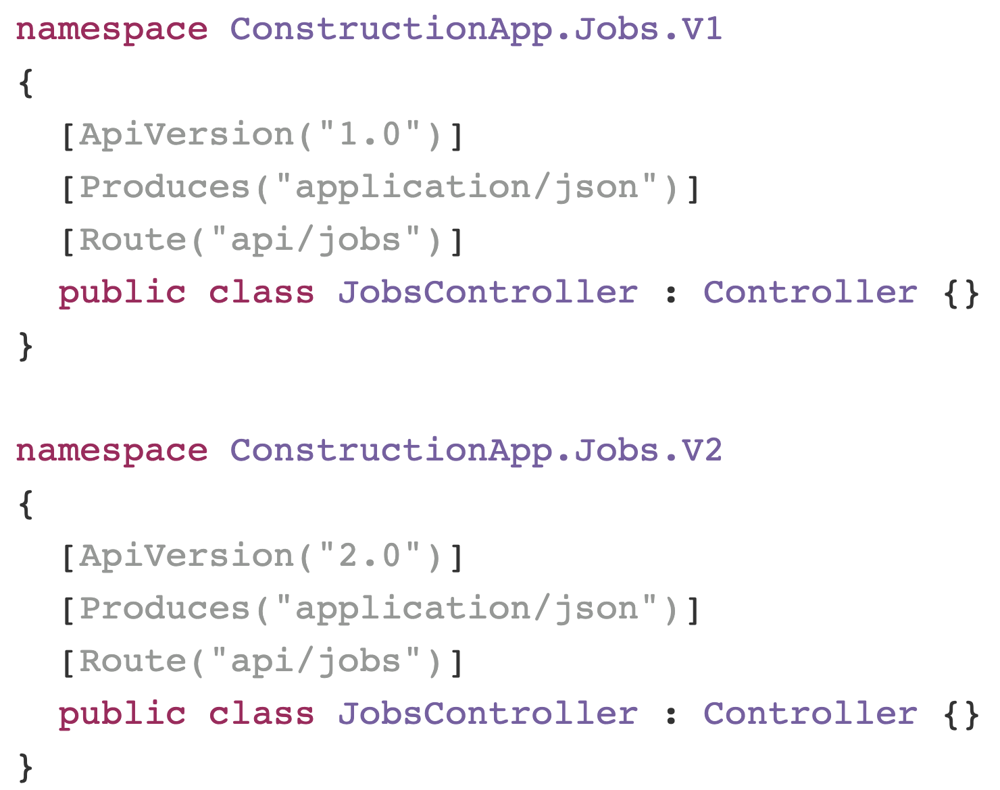 namespace ConstructionApp.Jobs.V1
{
  [ApiVersion("1.0")]
  [Produces("application/json")]
  [Route("api/jobs")]
  public class JobsController : Controller {}
}

namespace ConstructionApp.Jobs.V2
{
  [ApiVersion("2.0")]
  [Produces("application/json")]
  [Route("api/jobs")]
  public class JobsController : Controller {}
}